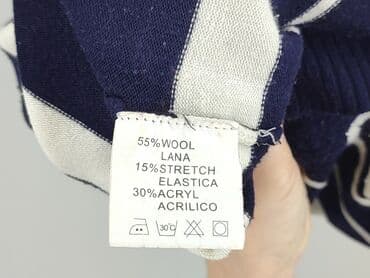 55% WOOL
LANA
15% STRETCH
ELASTICA
30% ACRYL
ACRILICO
30°C